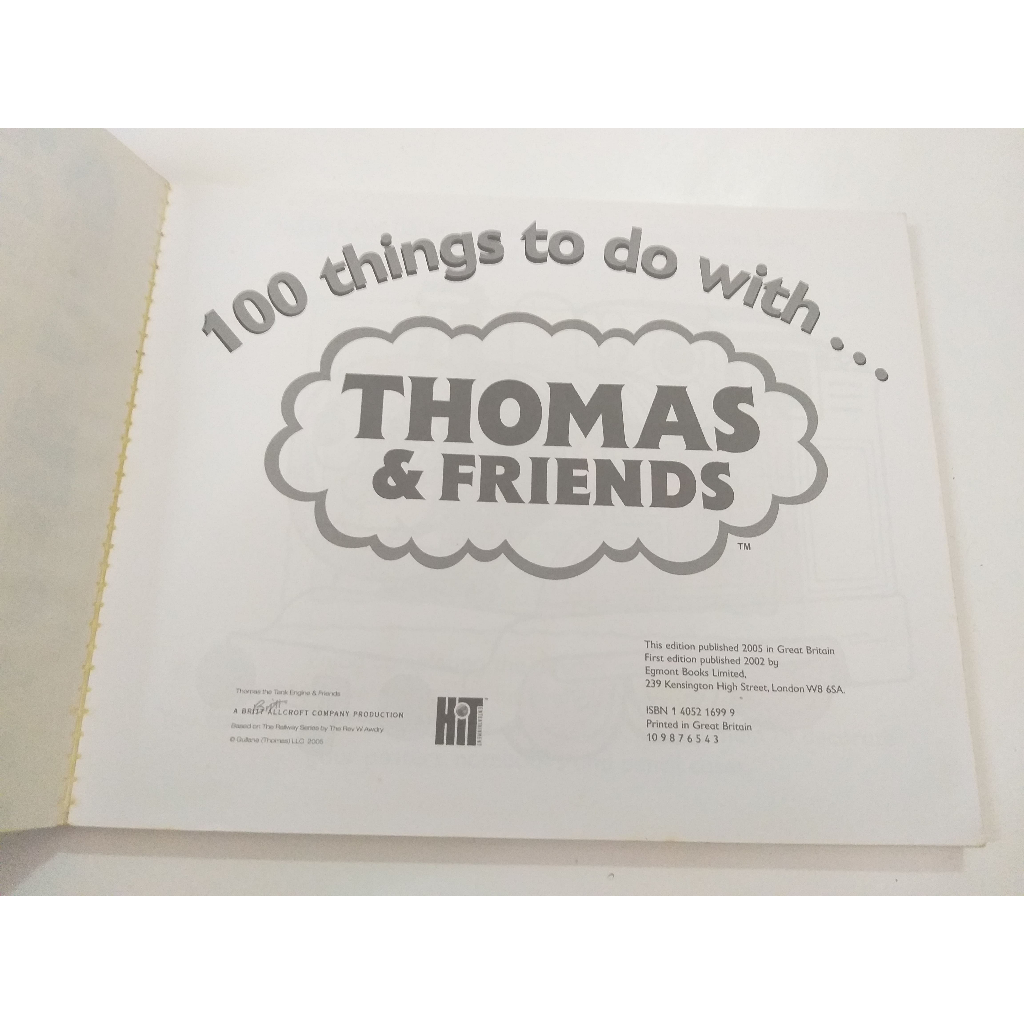 100 things to do with...
THOMAS
& FRIENDS
TM
This edition published 2005 in Great Britain
First edition published 2002 by
Egmont Books Limited,
239 Kensington High Street, London W8 6SA.
ISBN 1 4052 1699 9
Printed in Great Britain
10 9 8 7 6 5 4 3
Thomas the Tank Engine & Friends
A BRITT ALLCROFT COMPANY PRODUCTION
Based on The Railway Series by The Rev W Awdry
© Gullane (Thomas) LLC 2005
HiT
ENTERTAINMENT